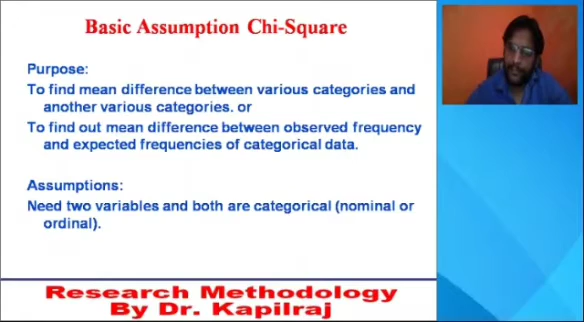 Basic Assumption Chi-Square
Purpose:
To find mean difference between various categories and
another various categories. or
To find out mean difference between observed frequency
and expected frequencies of categorical data.
Assumptions:
Need two variables and both are categorical (nominal or
ordinal).
Research Methodology
By Dr. Kapilraj